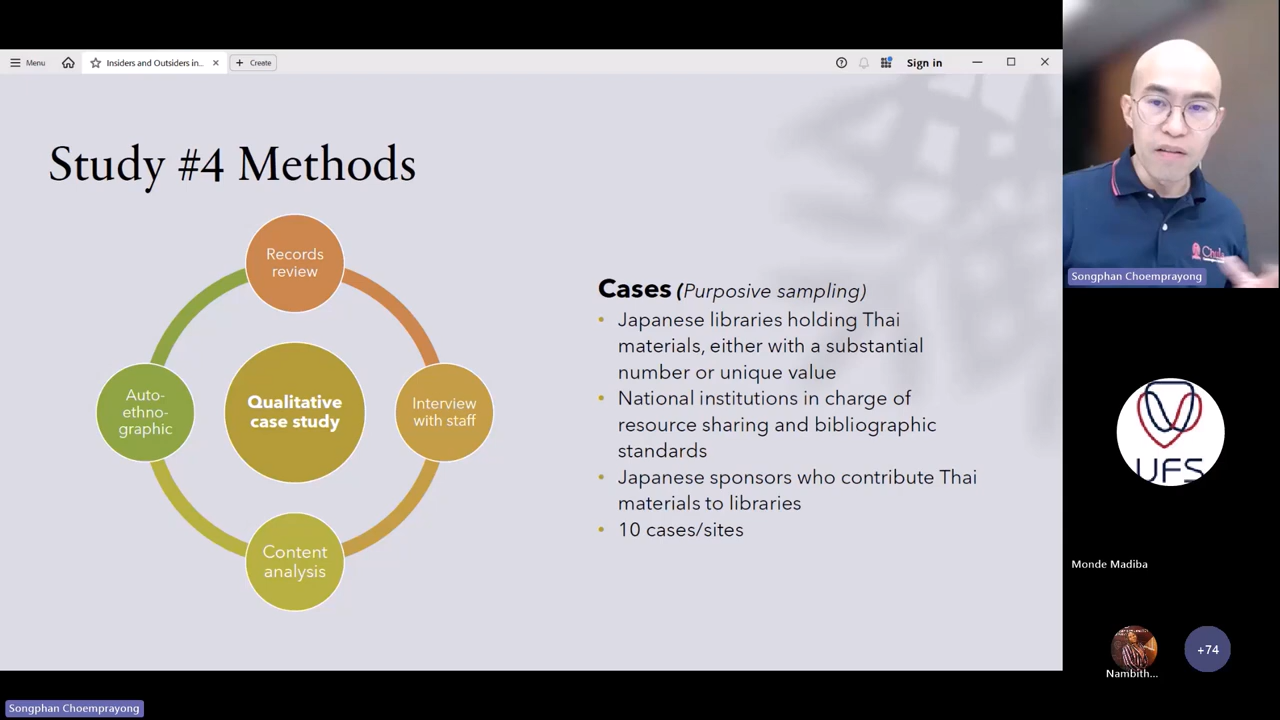 Menu
Insiders and Outsiders in...
Create
Sign in
Study #4 Methods
Records
review
Auto-
ethno-
graphic
Qualitative
case study
Interview
with staff
Content
analysis
Cases (Purposive sampling)
• Japanese libraries holding Thai
materials, either with a substantial
number or unique value
• National institutions in charge of
resource sharing and bibliographic
standards
• Japanese sponsors who contribute Thai
materials to libraries
• 10 cases/sites
Chula
Songphan Choemprayong
UFS
Monde Madiba
Nambith...
+74
Songphan Choemprayong